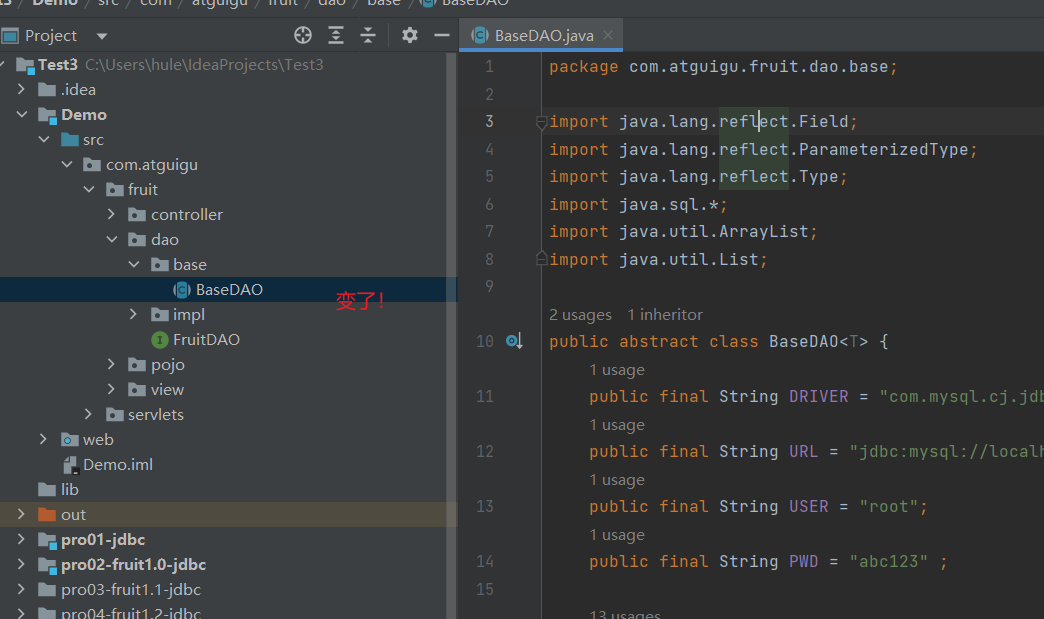 Demo / src / com / atguigu / fruit / dao / base / BaseDAO
Project
BaseDAO.java
Test3 C:\Users\hule\IdeaProjects\Test3
.idea
Demo
src
com.atguigu
fruit
controller
dao
base
BaseDAO
变了！
impl
FruitDAO
pojo
view
servlets
web
Demo.iml
lib
out
pro01-jdbc
pro02-fruit1.0-jdbc
pro03-fruit1.1-jdbc
pro04-fruit1.2-jdbc
1 package com.atguigu.fruit.dao.base;
2
3 import java.lang.reflect.Field;
4 import java.lang.reflect.ParameterizedType;
5 import java.lang.reflect.Type;
6 import java.sql.*;
7 import java.util.ArrayList;
8 import java.util.List;
9
2 usages 1 inheritor
10 public abstract class BaseDAO<T> {
1 usage
11 public final String DRIVER = "com.mysql.cj.jdb
1 usage
12 public final String URL = "jdbc:mysql://localh
1 usage
13 public final String USER = "root";
1 usage
14 public final String PWD = "abc123" ;
15
13 usages